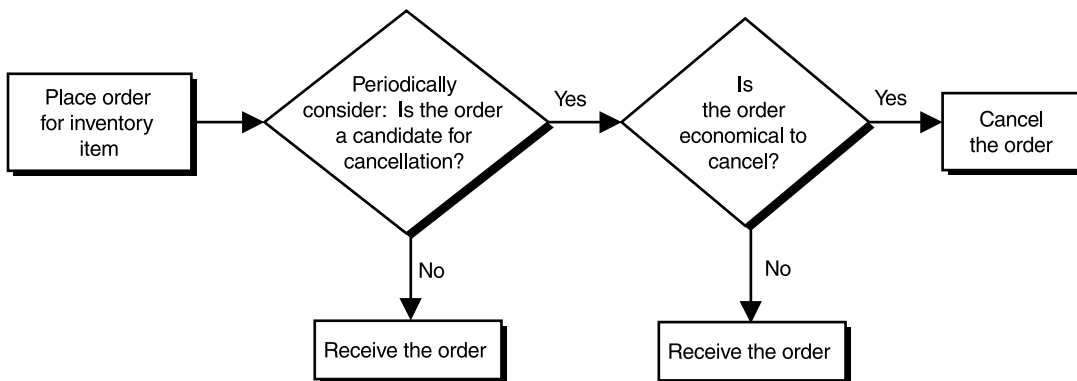 Place order
for inventory
item
Periodically
consider: Is the order
a candidate for
cancellation?
Yes
Is
the order
economical to
cancel?
Yes
Cancel
the order
No
No
Receive the order
Receive the order